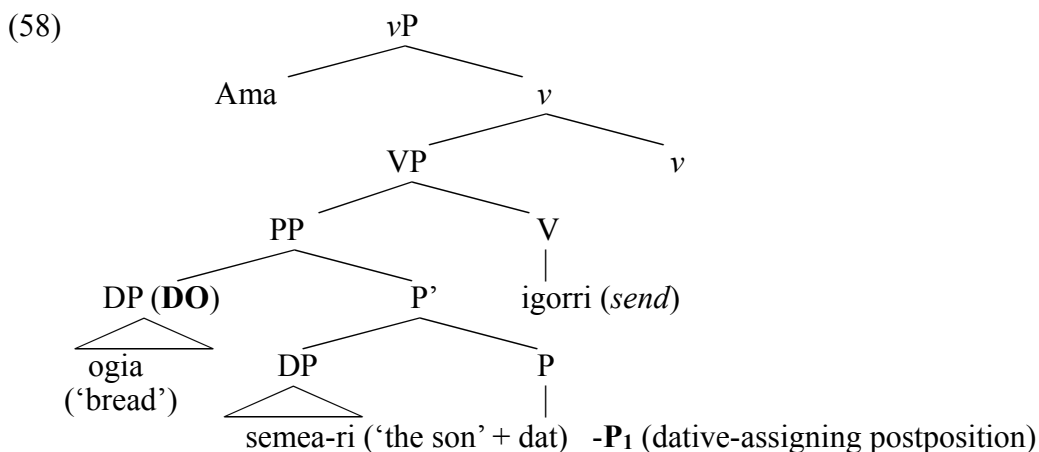 (58) vP
Ama v
VP v
PP V
DP (DO) P’ igorri (send)
ogia DP P
(‘bread’)
semea-ri (‘the son’ + dat) -P₁ (dative-assigning postposition)